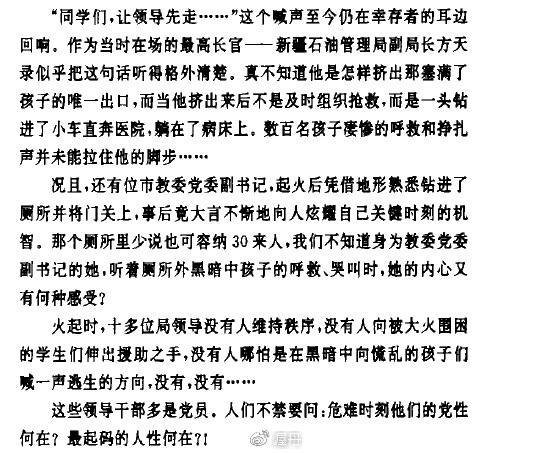 “同学们，让领导先走……”这个喊声至今仍在幸存者的耳边
回响。作为当时在场的最高长官——新疆石油管理局副局长方天
录似乎把这句话听得格外清楚。真不知道他是怎样挤出那塞满了
孩子的唯一出口，而当他挤出来后不是及时组织抢救，而是一头钻
进了小车直奔医院，躺在了病床上。数百名孩子凄惨的呼救和挣扎
声并未能拉住他的脚步……
况且，还有位市教委党委副书记，起火后凭借地形熟悉钻进了
厕所并将门关上，事后竟大言不惭地向人炫耀自己关键时刻的机
智。那个厕所里少说也可容纳30来人，我们不知道身为教委党委
副书记的她，听着厕所外黑暗中孩子的呼救、哭叫时，她的内心又
有何种感受？
火起时，十多位局领导没有人维持秩序，没有人向被大火围困
的学生们伸出援助之手，没有人哪怕是在黑暗中向慌乱的孩子们
喊一声逃生的方向，没有，没有……
这些领导干部多是党员。人们不禁要问：危难时刻他们的党性
何在？最起码的人性何在？！